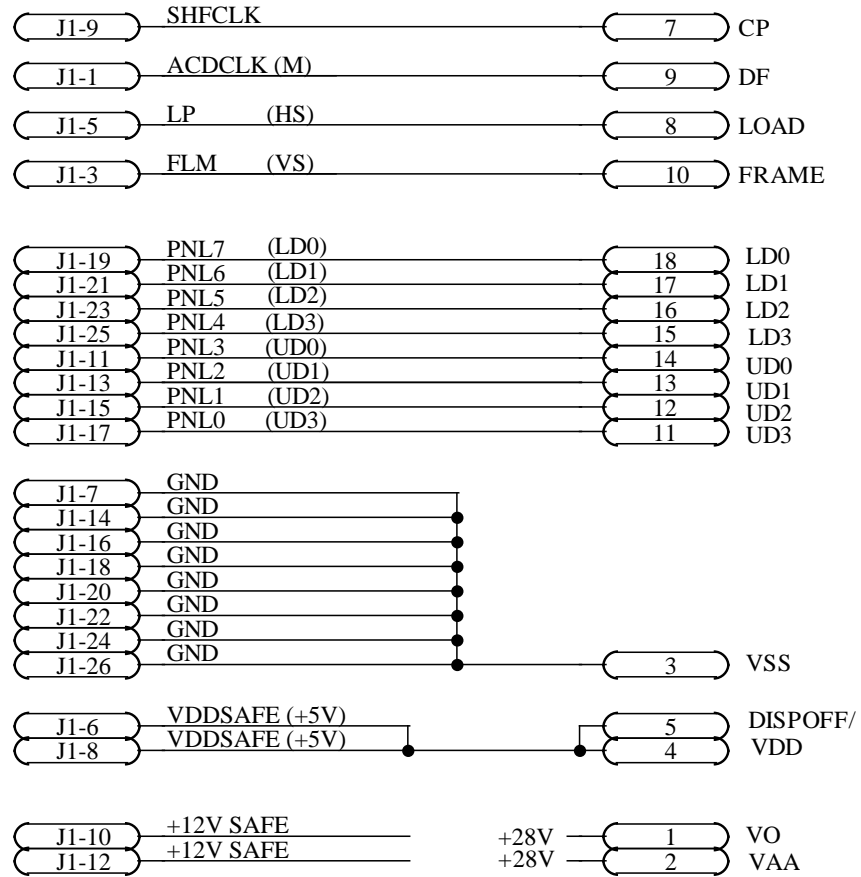 J1-9 SHFCLK 7 CP
J1-1 ACDCLK (M) 9 DF
J1-5 LP (HS) 8 LOAD
J1-3 FLM (VS) 10 FRAME
J1-19 PNL7 (LD0) 18 LD0
J1-21 PNL6 (LD1) 17 LD1
J1-23 PNL5 (LD2) 16 LD2
J1-25 PNL4 (LD3) 15 LD3
J1-11 PNL3 (UD0) 14 UD0
J1-13 PNL2 (UD1) 13 UD1
J1-15 PNL1 (UD2) 12 UD2
J1-17 PNL0 (UD3) 11 UD3
J1-7 GND
J1-14 GND
J1-16 GND
J1-18 GND
J1-20 GND
J1-22 GND
J1-24 GND
J1-26 GND 3 VSS
J1-6 VDDSAFE (+5V) 5 DISPOFF/
J1-8 VDDSAFE (+5V) 4 VDD
J1-10 +12V SAFE +28V 1 VO
J1-12 +12V SAFE +28V 2 VAA